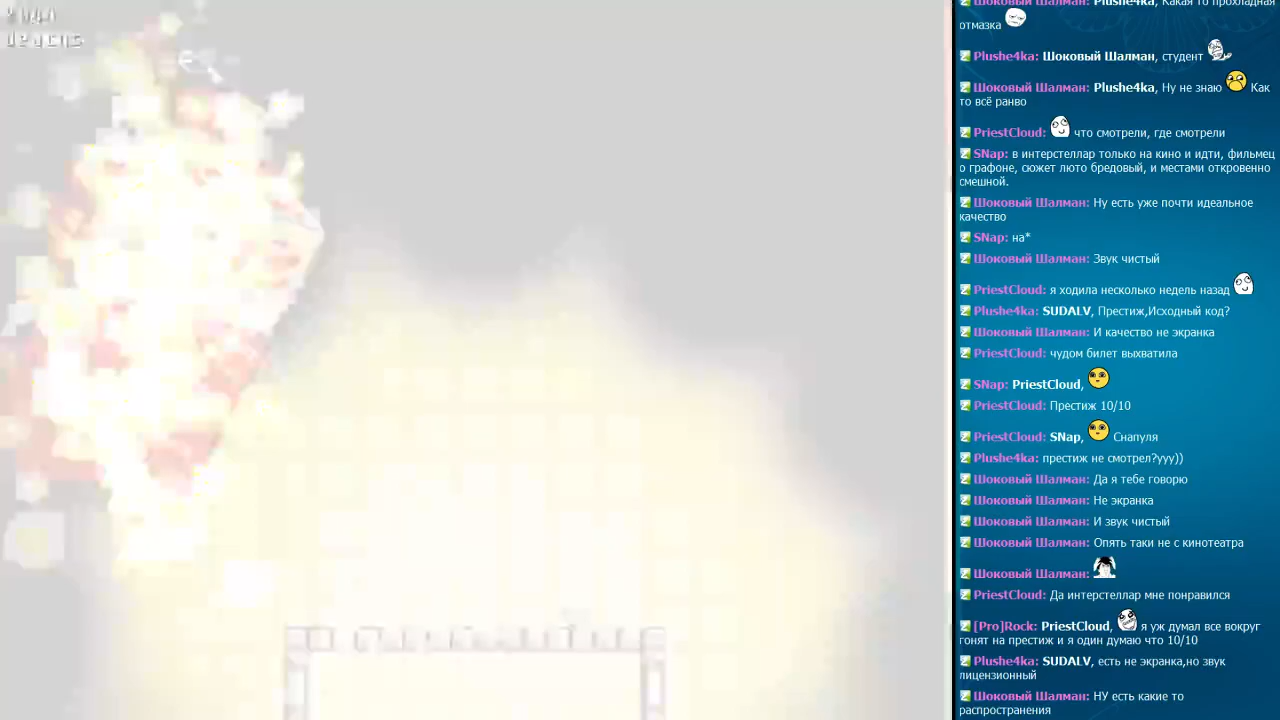 deaths
Шоковый Шалман: Plushe4ka, Какая то прохладная
отмазка
Plushe4ka: Шоковый Шалман, студент
Шоковый Шалман: Plushe4ka, Ну не знаю Как
то всё ранво
PriestCloud: что смотрели, где смотрели
SNap: в интерстеллар только на кино и идти, фильмец
о графоне, сюжет люто бредовый, и местами откровенно
смешной.
Шоковый Шалман: Ну есть уже почти идеальное
качество
SNap: на*
Шоковый Шалман: Звук чистый
PriestCloud: я ходила несколько недель назад
Plushe4ka: SUDALV, Престиж,Исходный код?
Шоковый Шалман: И качество не экранка
PriestCloud: чудом билет выхватила
SNap: PriestCloud,
PriestCloud: Престиж 10/10
PriestCloud: SNap, Снапуля
Plushe4ka: престиж не смотрел?ууу))
Шоковый Шалман: Да я тебе говорю
Шоковый Шалман: Не экранка
Шоковый Шалман: И звук чистый
Шоковый Шалман: Опять таки не с кинотеатра
Шоковый Шалман:
PriestCloud: Да интерстеллар мне понравился
[Pro]Rock: PriestCloud, я уж думал все вокруг
гонят на престиж и я один думаю что 10/10
Plushe4ka: SUDALV, есть не экранка,но звук
лицензионный
Шоковый Шалман: НУ есть какие то
распространения